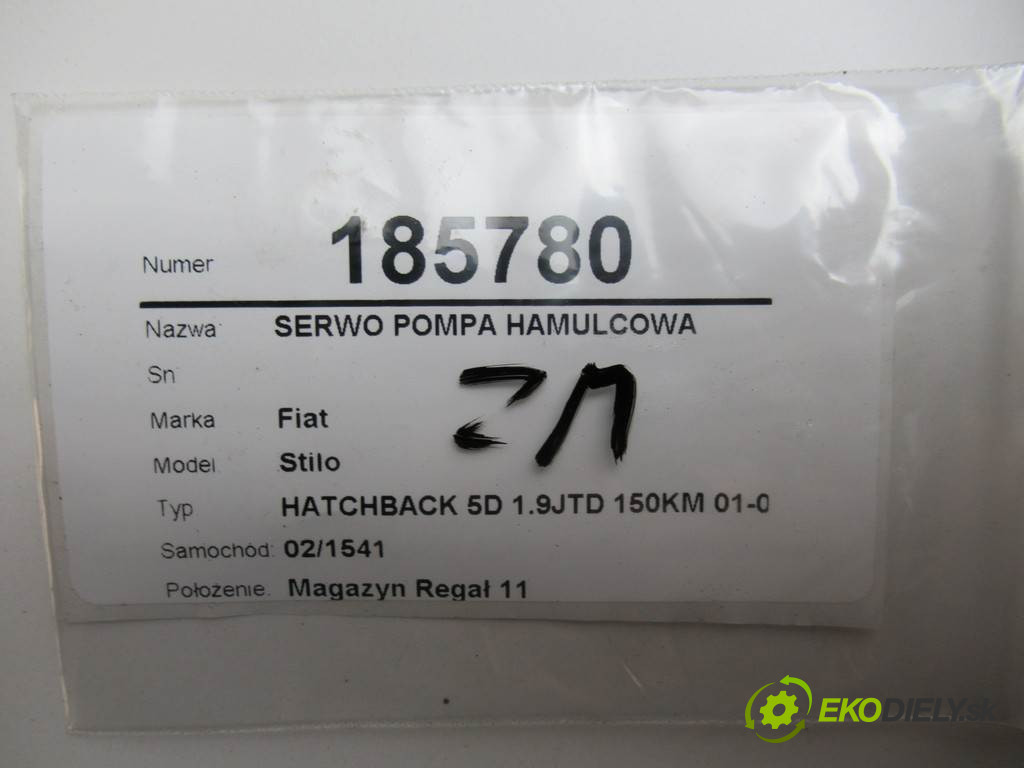 Numer 185780
Nazwa: SERWO POMPA HAMULCOWA
Sn
Marka Fiat
Model Stilo
Typ HATCHBACK 5D 1.9JTD 150KM 01-0
Samochód: 02/1541
Położenie. Magazyn Regał 11
EKODIELY.sk